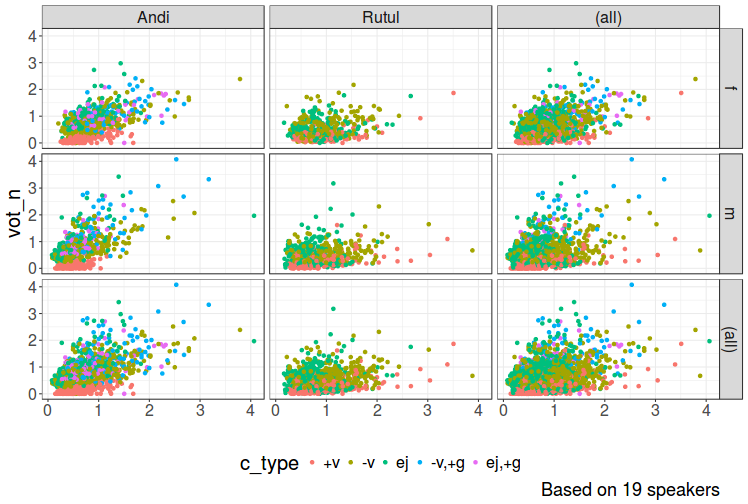 Andi Rutul (all)
4
3
2
1
0
f
4
3
2
1
0
m
vot_n
4
3
2
1
0
(all)
0 1 2 3 4 0 1 2 3 4 0 1 2 3 4
c_type +v -v ej -v,+g ej,+g
Based on 19 speakers